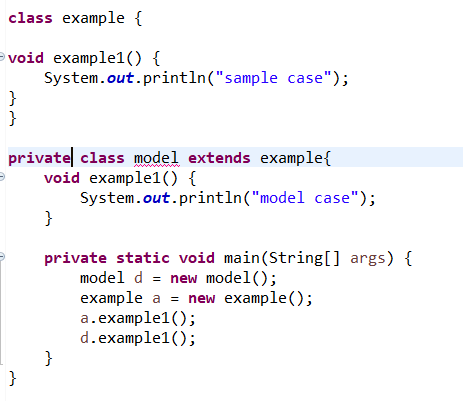 class example {
void example1() {
System.out.println("sample case");
}
}
private class model extends example{
void example1() {
System.out.println("model case");
}
private static void main(String[] args) {
model d = new model();
example a = new example();
a.example1();
d.example1();
}
}